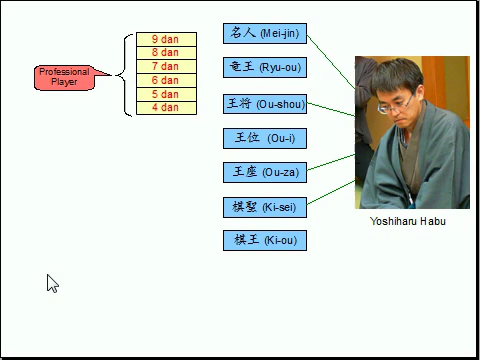 9 dan
8 dan
7 dan
6 dan
5 dan
4 dan
Professional
Player
名人 (Mei-jin)
竜王 (Ryu-ou)
王将 (Ou-shou)
王位 (Ou-i)
王座 (Ou-za)
棋聖 (Ki-sei)
棋王 (Ki-ou)
Yoshiharu Habu